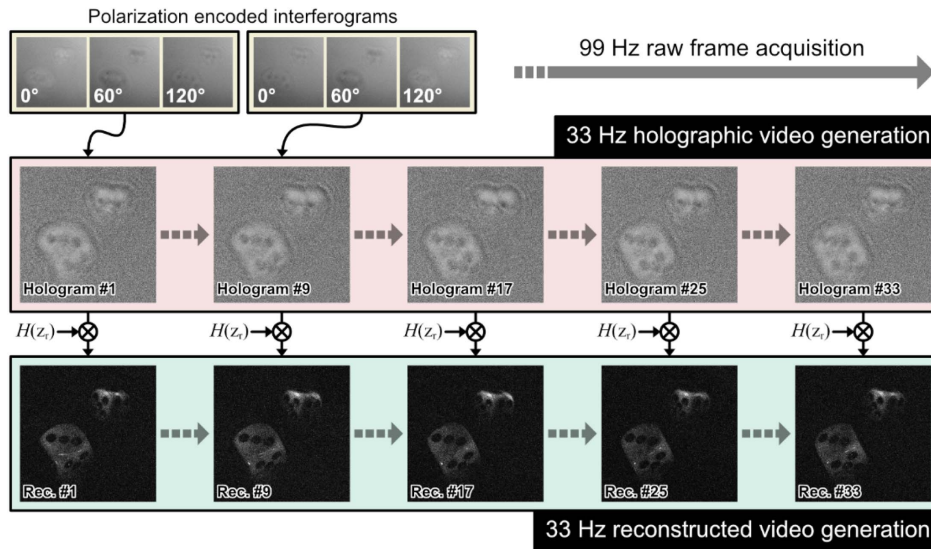 Polarization encoded interferograms
0° 60° 120° 0° 60° 120°
99 Hz raw frame acquisition
33 Hz holographic video generation
Hologram #1 Hologram #9 Hologram #17 Hologram #25 Hologram #33
H(zᵣ) H(zᵣ) H(zᵣ) H(zᵣ) H(zᵣ)
Rec. #1 Rec. #9 Rec. #17 Rec. #25 Rec. #33
33 Hz reconstructed video generation